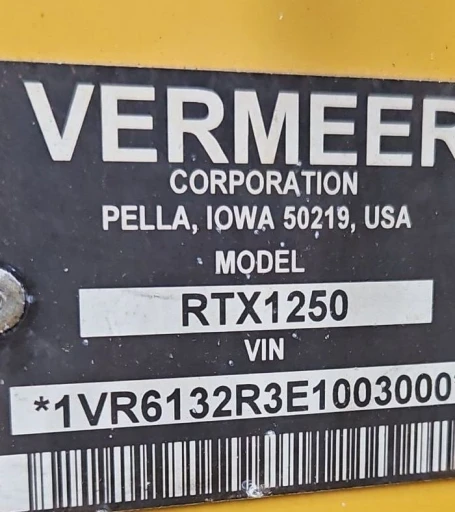 VERMEER
CORPORATION
PELLA, IOWA 50219, USA
MODEL
RTX1250
VIN
*1VR6132R3E1003000*